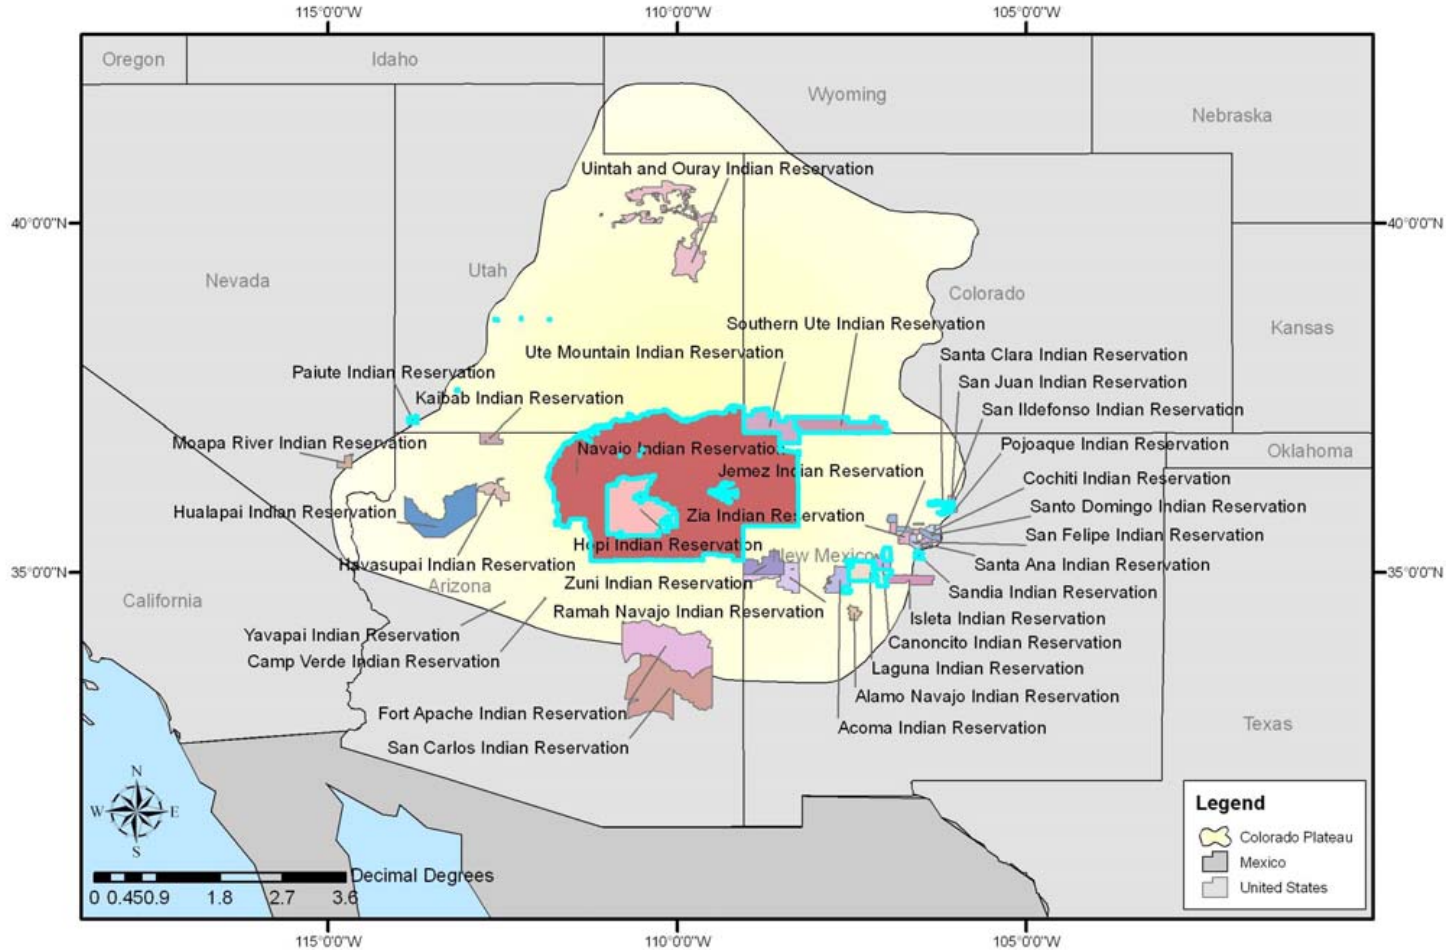 115°0'0"W 110°0'0"W 105°0'0"W
Oregon
Idaho
Wyoming
Nebraska
Uintah and Ouray Indian Reservation
40°0'0"N
40°0'0"N
Nevada
Utah
Colorado
Kansas
Southern Ute Indian Reservation
Ute Mountain Indian Reservation
Santa Clara Indian Reservation
Paiute Indian Reservation
San Juan Indian Reservation
Kaibab Indian Reservation
San Ildefonso Indian Reservation
Moapa River Indian Reservation
Navajo Indian Reservation
Pojoaque Indian Reservation
Oklahoma
Jemez Indian Reservation
Cochiti Indian Reservation
Santo Domingo Indian Reservation
Hualapai Indian Reservation
Zia Indian Reservation
San Felipe Indian Reservation
Hopi Indian Reservation
New Mexico
Havasupai Indian Reservation
Santa Ana Indian Reservation
35°0'0"N
35°0'0"N
Arizona
Zuni Indian Reservation
Sandia Indian Reservation
California
Ramah Navajo Indian Reservation
Isleta Indian Reservation
Yavapai Indian Reservation
Canoncito Indian Reservation
Camp Verde Indian Reservation
Laguna Indian Reservation
Alamo Navajo Indian Reservation
Fort Apache Indian Reservation
Acoma Indian Reservation
Texas
San Carlos Indian Reservation
N
W E
S
Legend
Colorado Plateau
Mexico
United States
Decimal Degrees
0 0.450.9 1.8 2.7 3.6
115°0'0"W 110°0'0"W 105°0'0"W